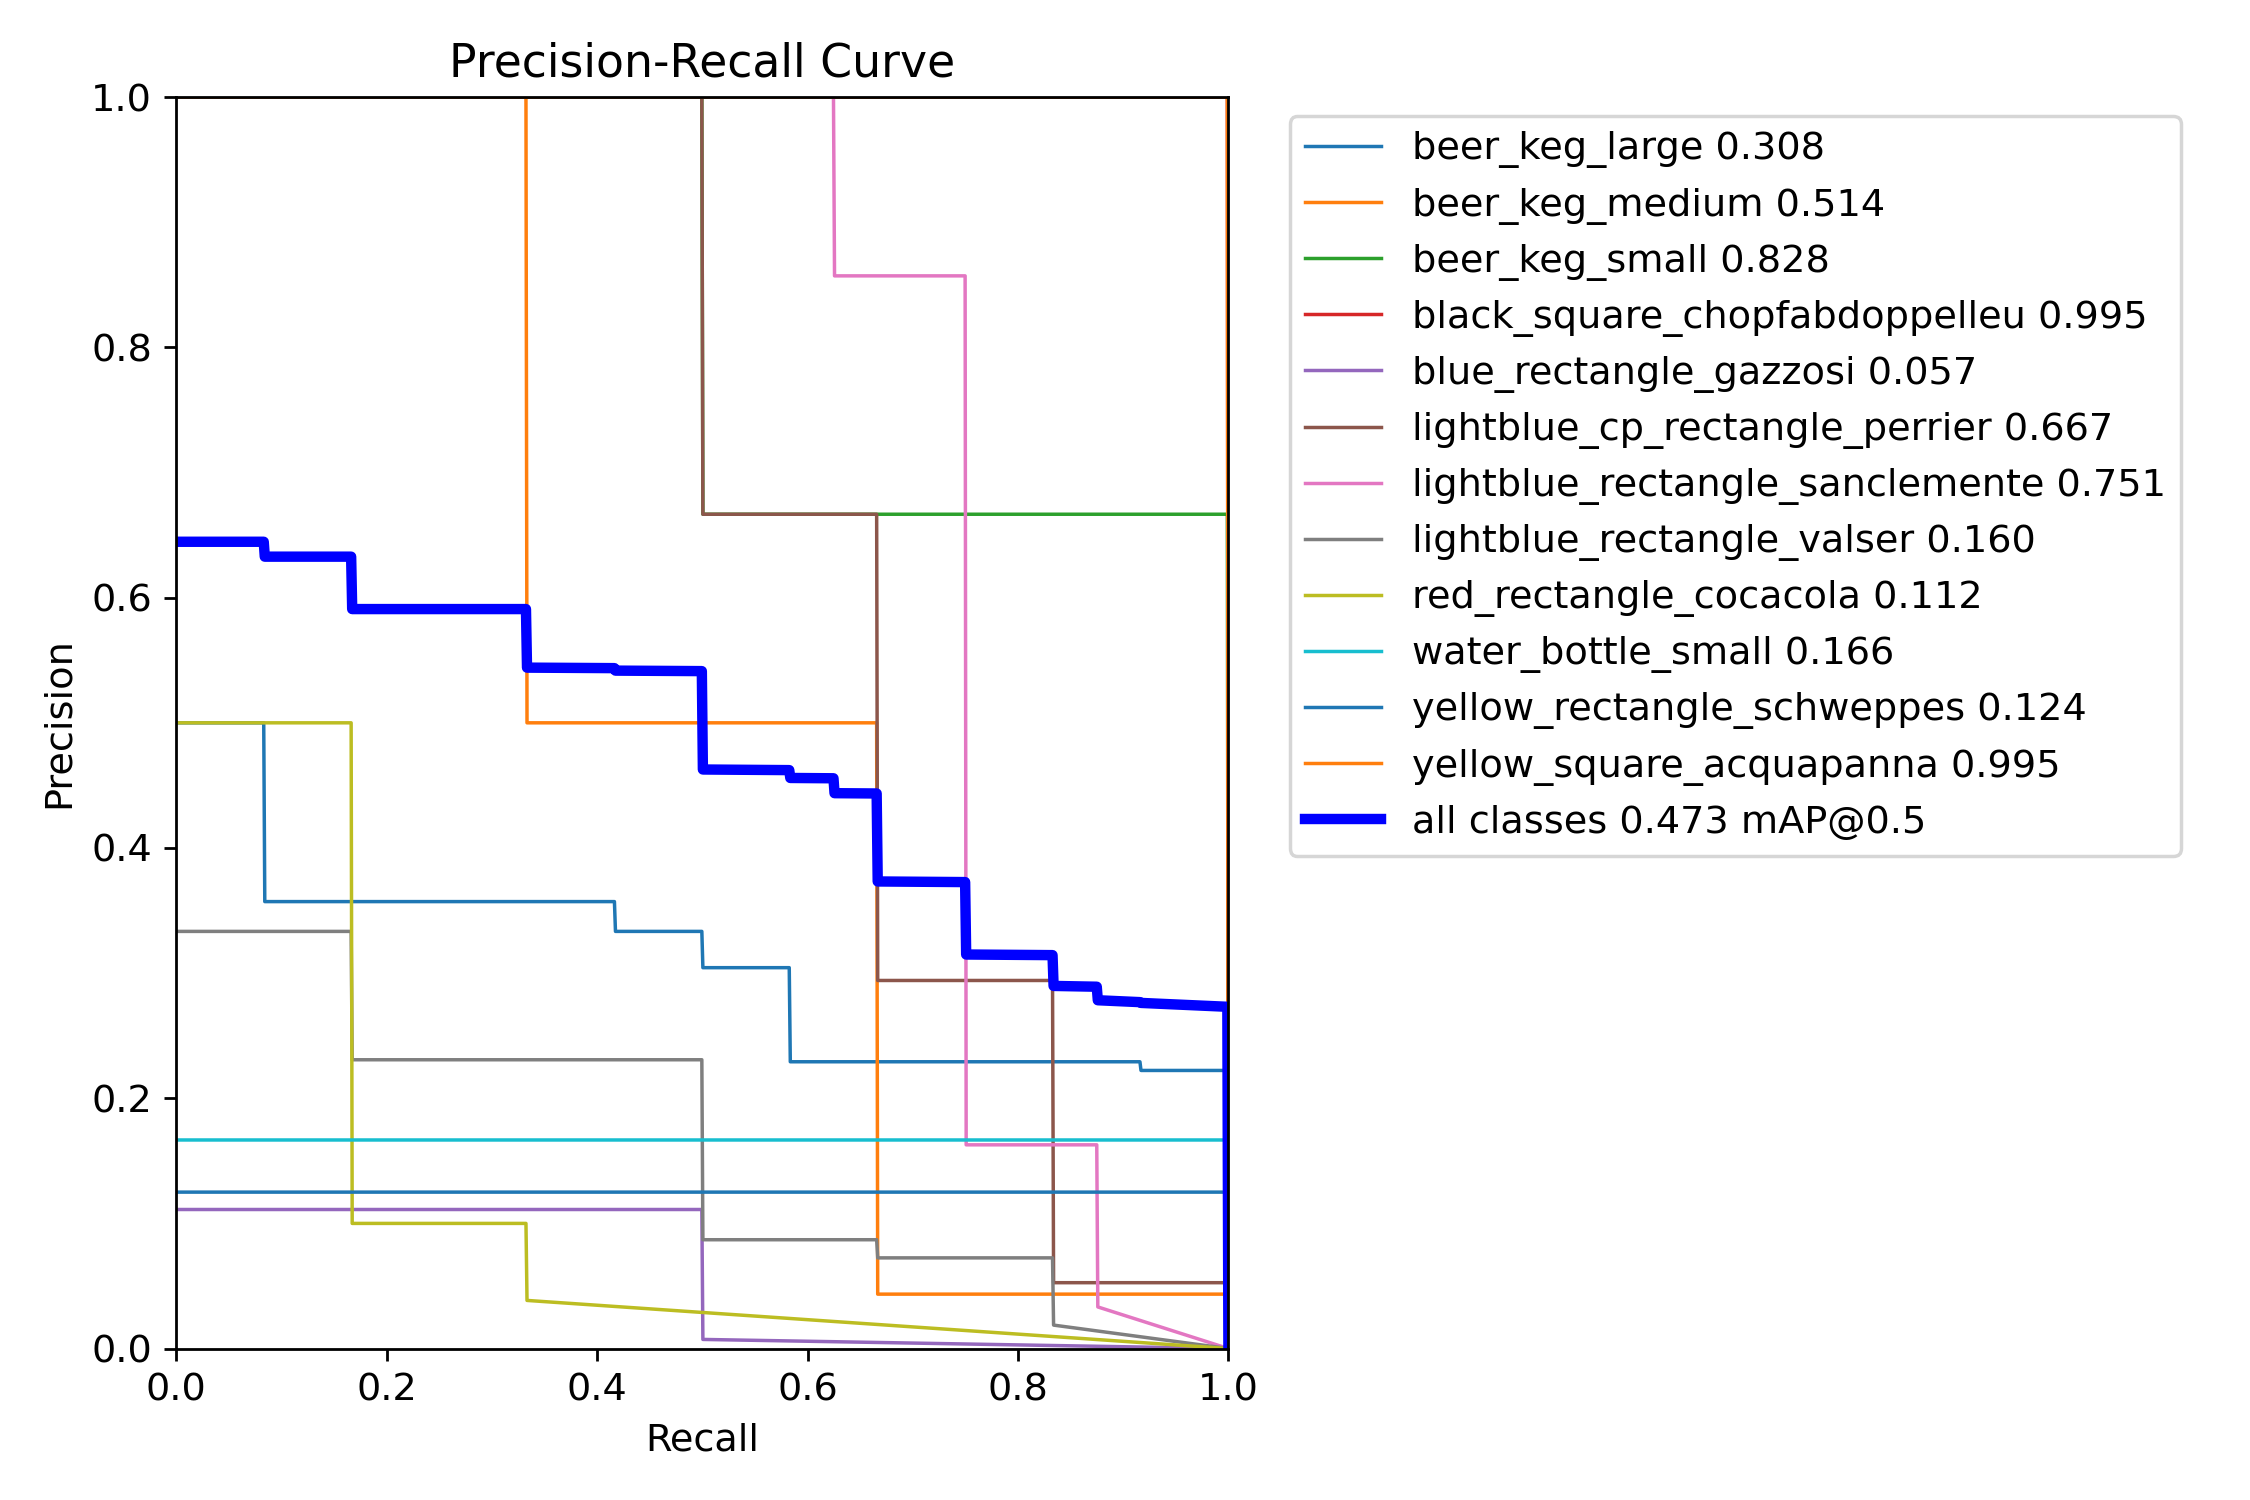 Precision-Recall Curve
1.0
0.8
0.6
0.4
0.2
0.0
Precision
0.0 0.2 0.4 0.6 0.8 1.0
Recall
beer_keg_large 0.308
beer_keg_medium 0.514
beer_keg_small 0.828
black_square_chopfabdoppelleu 0.995
blue_rectangle_gazzosi 0.057
lightblue_cp_rectangle_perrier 0.667
lightblue_rectangle_sanclemente 0.751
lightblue_rectangle_valser 0.160
red_rectangle_cocacola 0.112
water_bottle_small 0.166
yellow_rectangle_schweppes 0.124
yellow_square_acquapanna 0.995
all classes 0.473 mAP@0.5